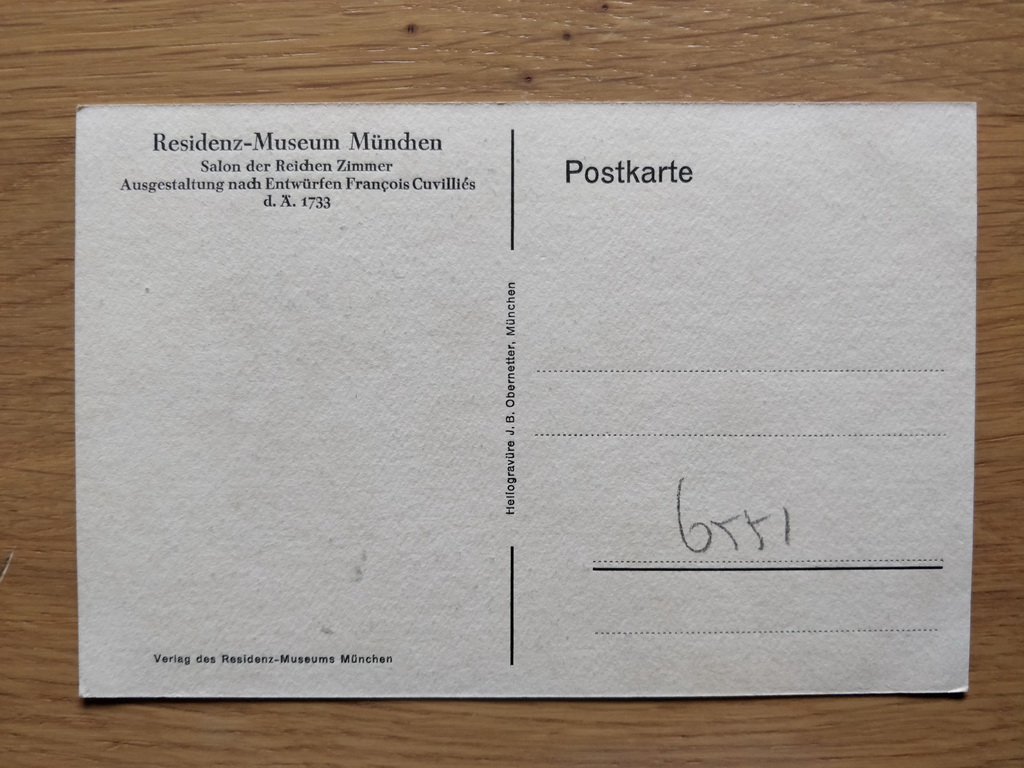 Residenz-Museum München
Salon der Reichen Zimmer
Ausgestaltung nach Entwürfen François Cuvilliés
d. Ä. 1733
Verlag des Residenz-Museums München
Heliogravüre J. B. Obernetter, München
Postkarte